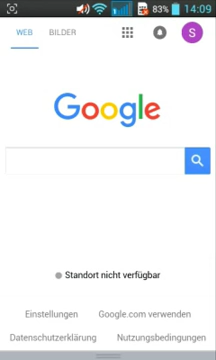 83% 14:09
WEB BILDER
S
Google
Standort nicht verfügbar
Einstellungen Google.com verwenden
Datenschutzerklärung Nutzungsbedingungen